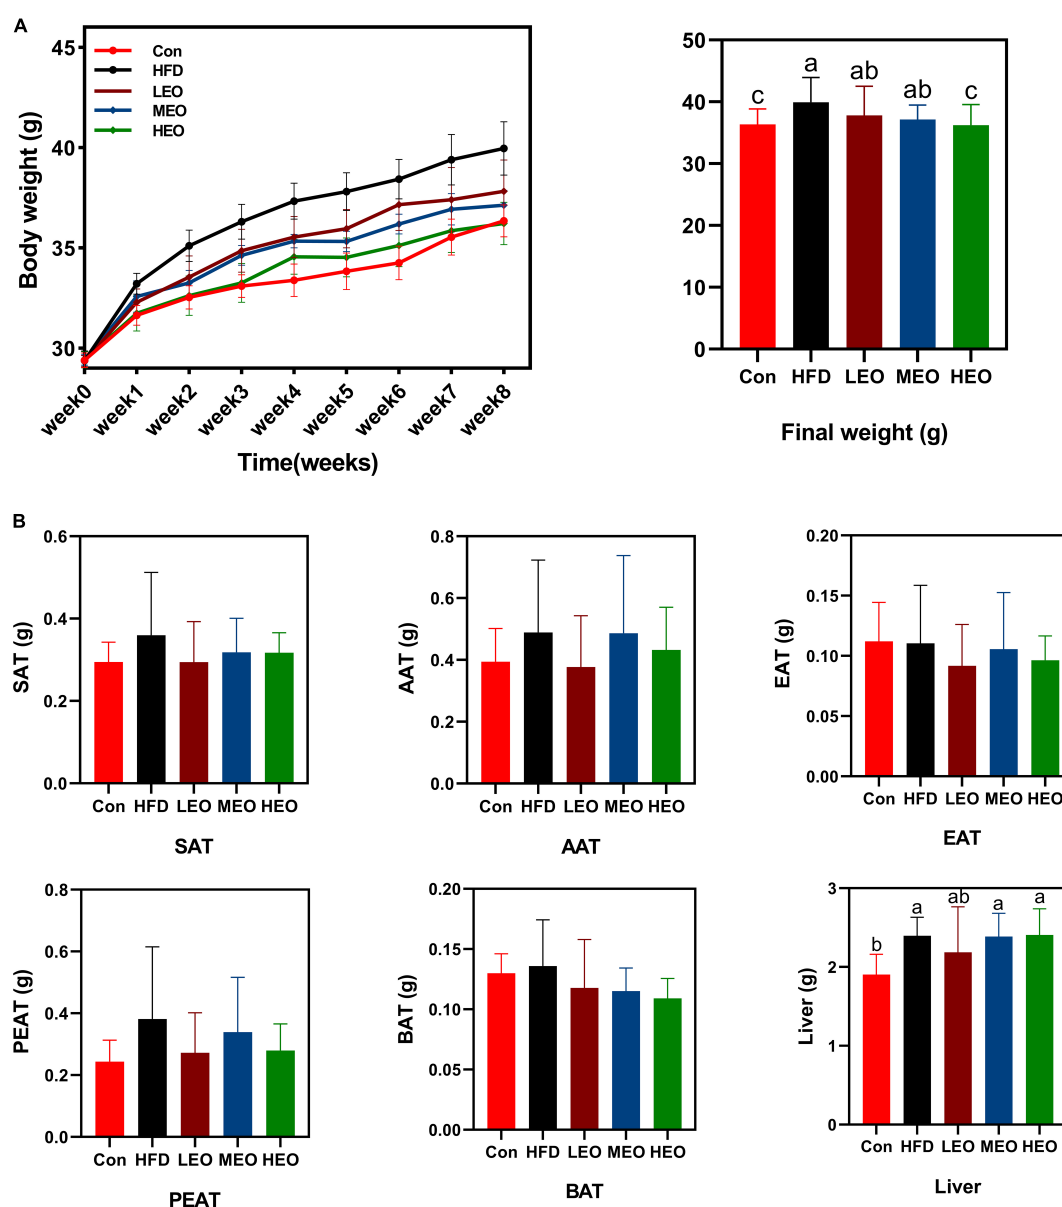 A
Body weight (g)
45
40
35
30
Con
HFD
LEO
MEO
HEO
week0 week1 week2 week3 week4 week5 week6 week7 week8
Time(weeks)
50
40
30
20
10
0
c a ab ab c
Con HFD LEO MEO HEO
Final weight (g)
B
SAT (g)
0.6
0.4
0.2
0.0
Con HFD LEO MEO HEO
SAT
AAT (g)
0.8
0.6
0.4
0.2
0.0
Con HFD LEO MEO HEO
AAT
EAT (g)
0.20
0.15
0.10
0.05
0.00
Con HFD LEO MEO HEO
EAT
PEAT (g)
0.8
0.6
0.4
0.2
0.0
Con HFD LEO MEO HEO
PEAT
BAT (g)
0.20
0.15
0.10
0.05
0.00
Con HFD LEO MEO HEO
BAT
Liver (g)
3
2
1
0
b a ab a a
Con HFD LEO MEO HEO
Liver